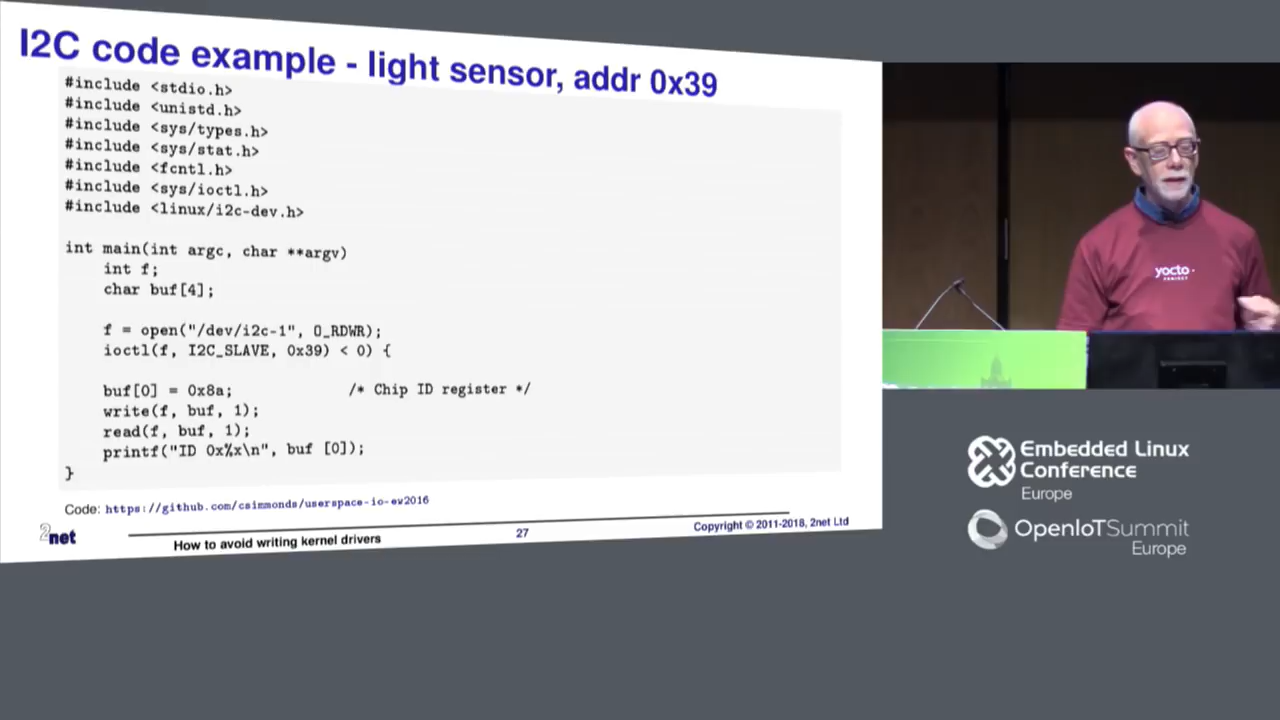 I2C code example - light sensor, addr 0x39
#include <stdio.h>
#include <unistd.h>
#include <sys/types.h>
#include <sys/stat.h>
#include <fcntl.h>
#include <sys/ioctl.h>
#include <linux/i2c-dev.h>
int main(int argc, char **argv)
int f;
char buf[4];
f = open("/dev/i2c-1", O_RDWR);
ioctl(f, I2C_SLAVE, 0x39) < 0) {
buf[0] = 0x8a; /* Chip ID register */
write(f, buf, 1);
read(f, buf, 1);
printf("ID 0x%x\n", buf [0]);
}
Code: https://github.com/csimmonds/userspace-io-ew2016
2net
How to avoid writing kernel drivers
27
Copyright © 2011-2018, 2net Ltd
yocto
PROJECT
Embedded Linux
Conference
Europe
OpenIoTSummit
Europe